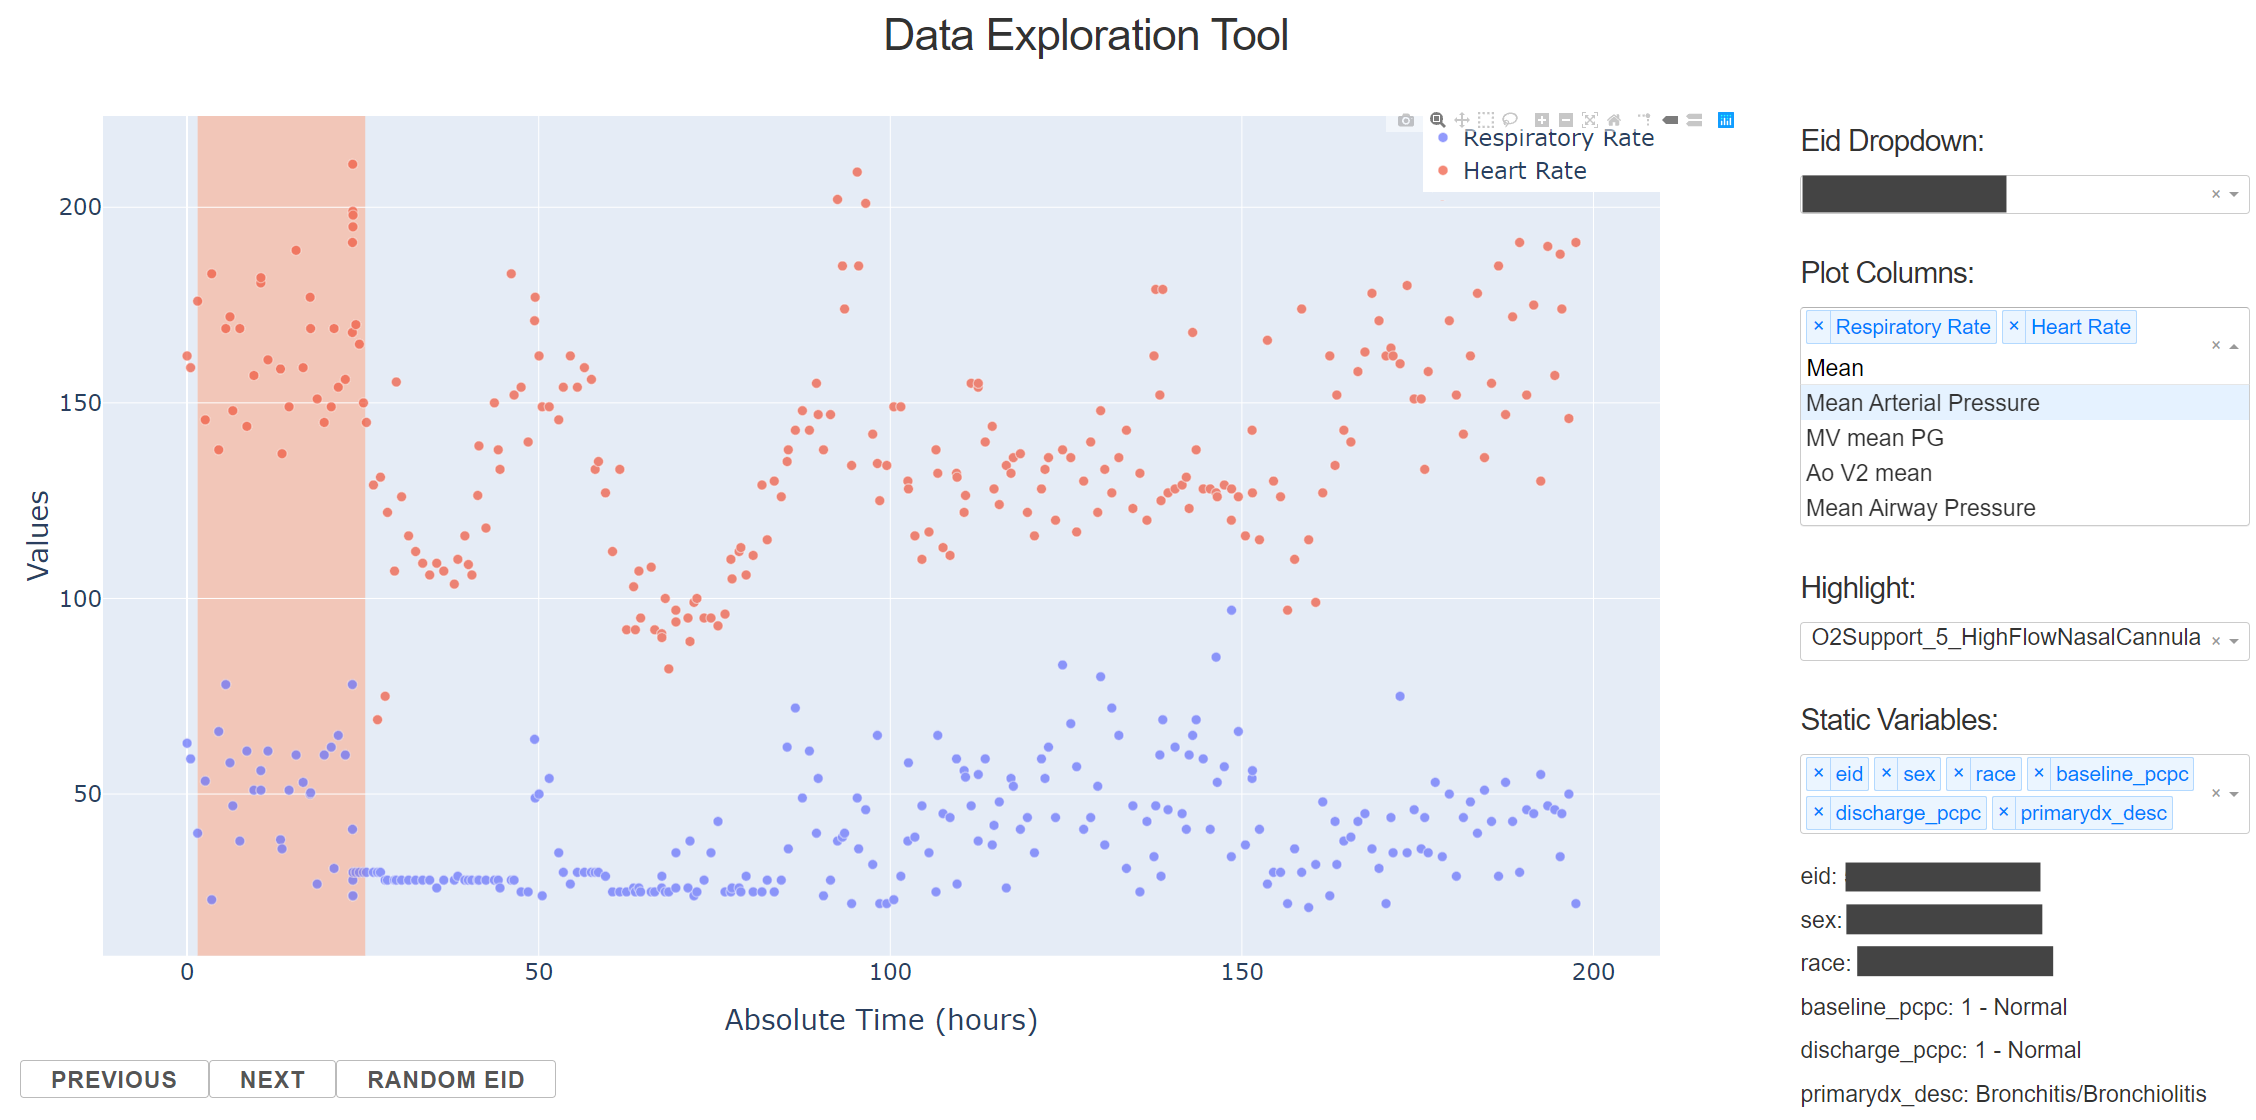 Data Exploration Tool
Respiratory Rate
Heart Rate
200
150
100
50
Values
0 50 100 150 200
Absolute Time (hours)
PREVIOUS NEXT RANDOM EID
Eid Dropdown:
× 
Plot Columns:
× Respiratory Rate × Heart Rate ×
Mean
Mean Arterial Pressure
MV mean PG
Ao V2 mean
Mean Airway Pressure
Highlight:
O2Support_5_HighFlowNasalCannula ×
Static Variables:
× eid × sex × race × baseline_pcpc ×
× discharge_pcpc × primarydx_desc
eid:
sex:
race:
baseline_pcpc: 1 - Normal
discharge_pcpc: 1 - Normal
primarydx_desc: Bronchitis/Bronchiolitis